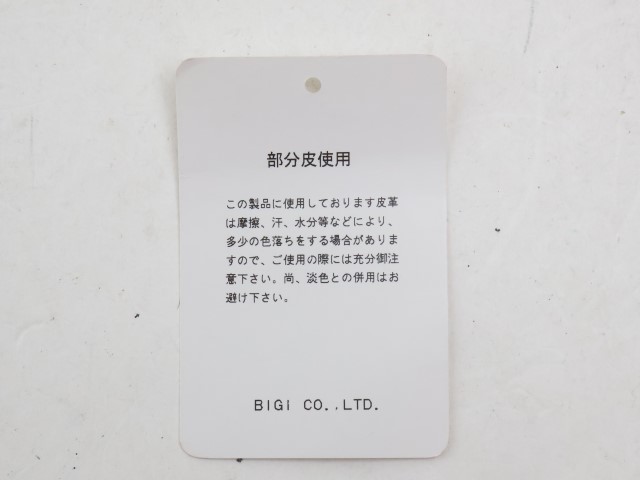 部分皮使用
この製品に使用しております皮革
は摩擦、汗、水分等などにより、
多少の色落ちをする場合がありま
すので、ご使用の際には充分御注
意下さい。尚、淡色との併用はお
避け下さい。
BIGI CO.,LTD.